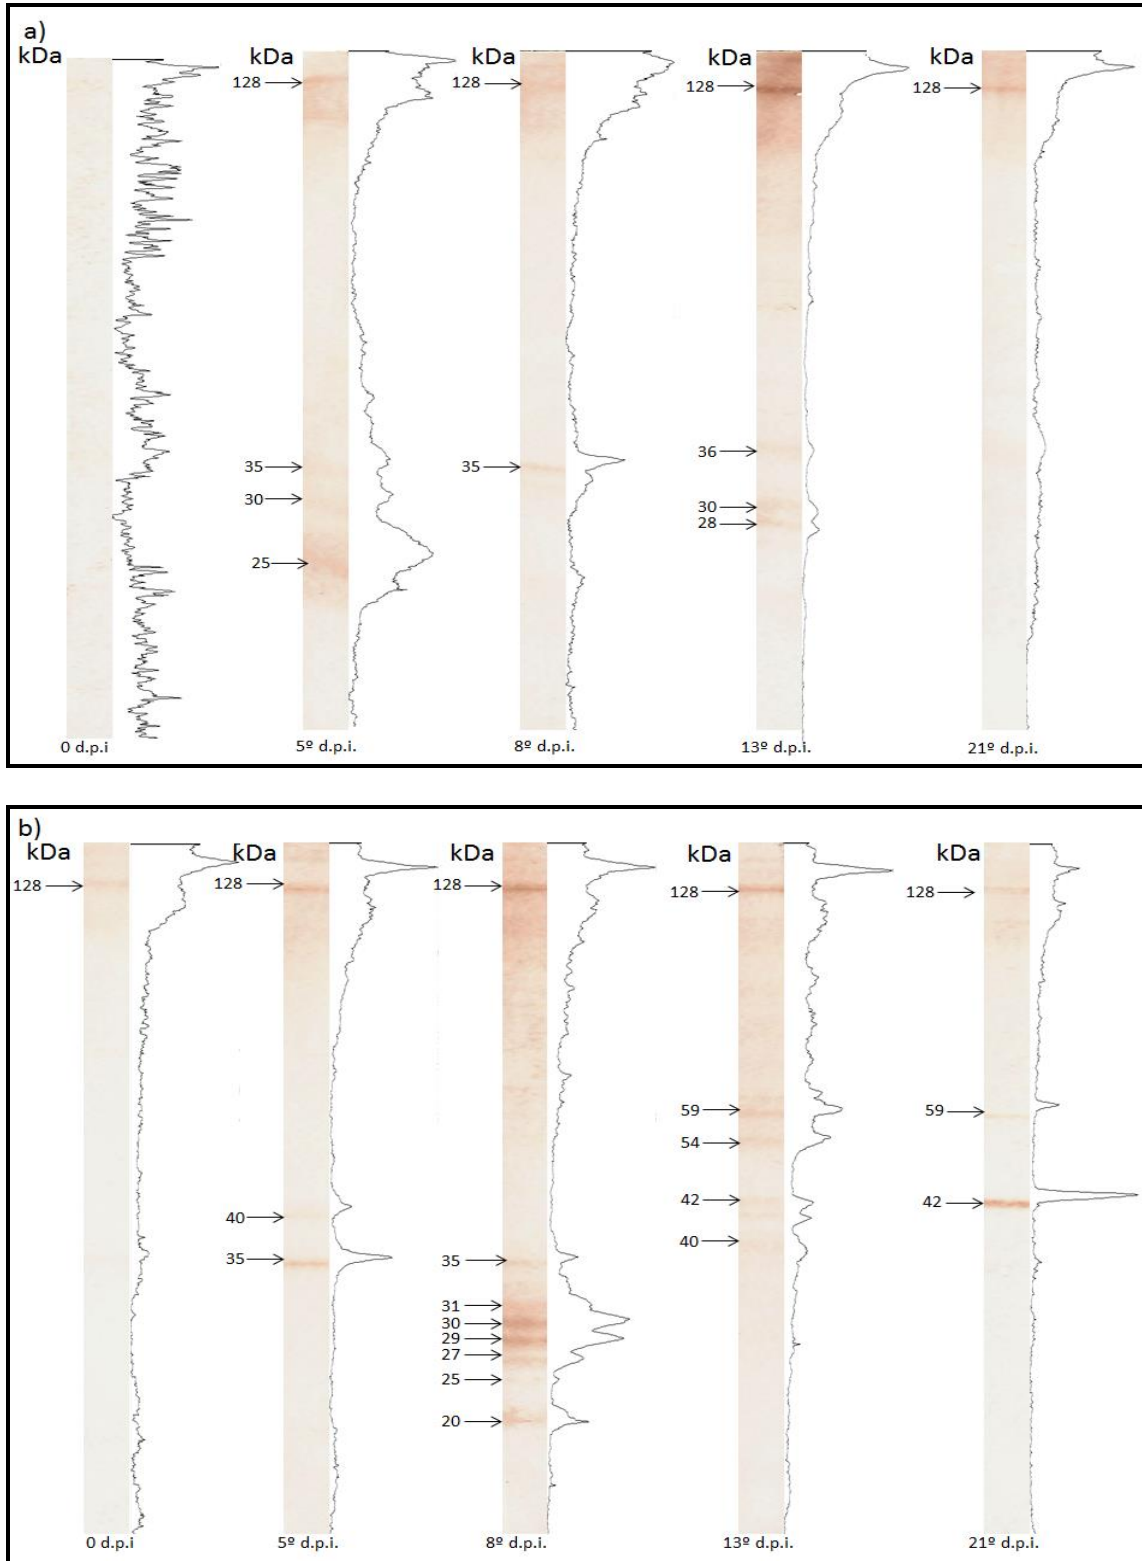 a)
kDa kDa kDa kDa kDa
128 128 128 128
35 35 36
30 30
28
25
0 d.p.i 5º d.p.i. 8º d.p.i. 13º d.p.i. 21º d.p.i.
b)
kDa kDa kDa kDa kDa
128 128 128 128 128
59 59
54
42 42
40 40
35 35
31
30
29
27
25
20
0 d.p.i. 5º d.p.i. 8º d.p.i. 13º d.p.i. 21º d.p.i.